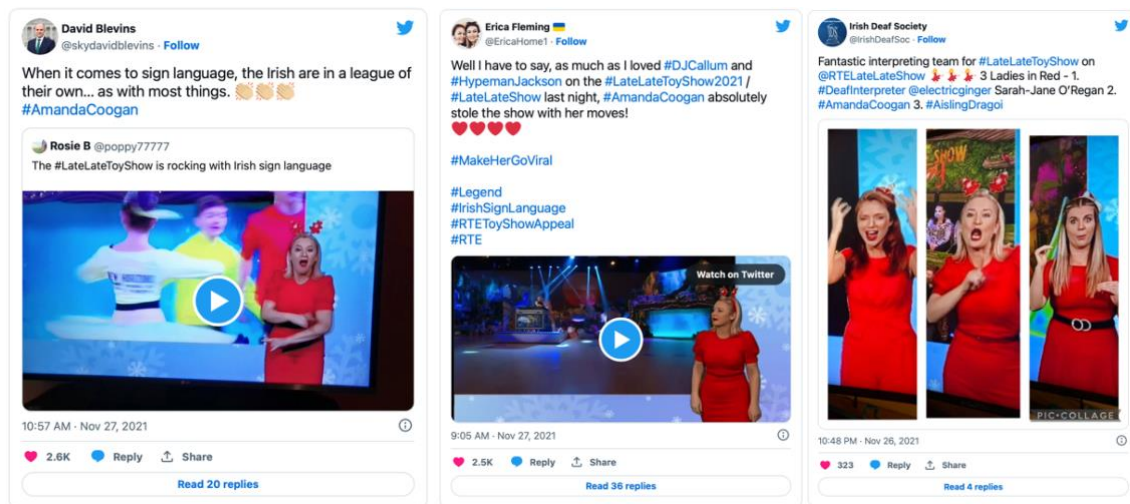 David Blevins
@skydavidblevins · Follow
When it comes to sign language, the Irish are in a league of
their own... as with most things. 👏🏻👏🏻👏🏻
#AmandaCoogan
Rosie B @poppy77777
The #LateLateToyShow is rocking with Irish sign language
10:57 AM · Nov 27, 2021
2.6K Reply Share
Read 20 replies
Erica Fleming 🇺🇦
@EricaHome1 · Follow
Well I have to say, as much as I loved #DJCallum and
#HypemanJackson on the #LateLateToyShow2021 /
#LateLateShow last night, #AmandaCoogan absolutely
stole the show with her moves!
❤️❤️❤️❤️
#MakeHerGoViral
#Legend
#IrishSignLanguage
#RTEToyShowAppeal
#RTE
Watch on Twitter
9:05 AM · Nov 27, 2021
2.5K Reply Share
Read 36 replies
Irish Deaf Society
@IrishDeafSoc · Follow
Fantastic interpreting team for #LateLateToyShow on
@RTELateLateShow 💃💃💃 3 Ladies in Red - 1.
#DeafInterpreter @electricginger Sarah-Jane O'Regan 2.
#AmandaCoogan 3. #AislingDragoi
SHOW
PIC•COLLAGE
10:48 PM · Nov 26, 2021
323 Reply Share
Read 4 replies